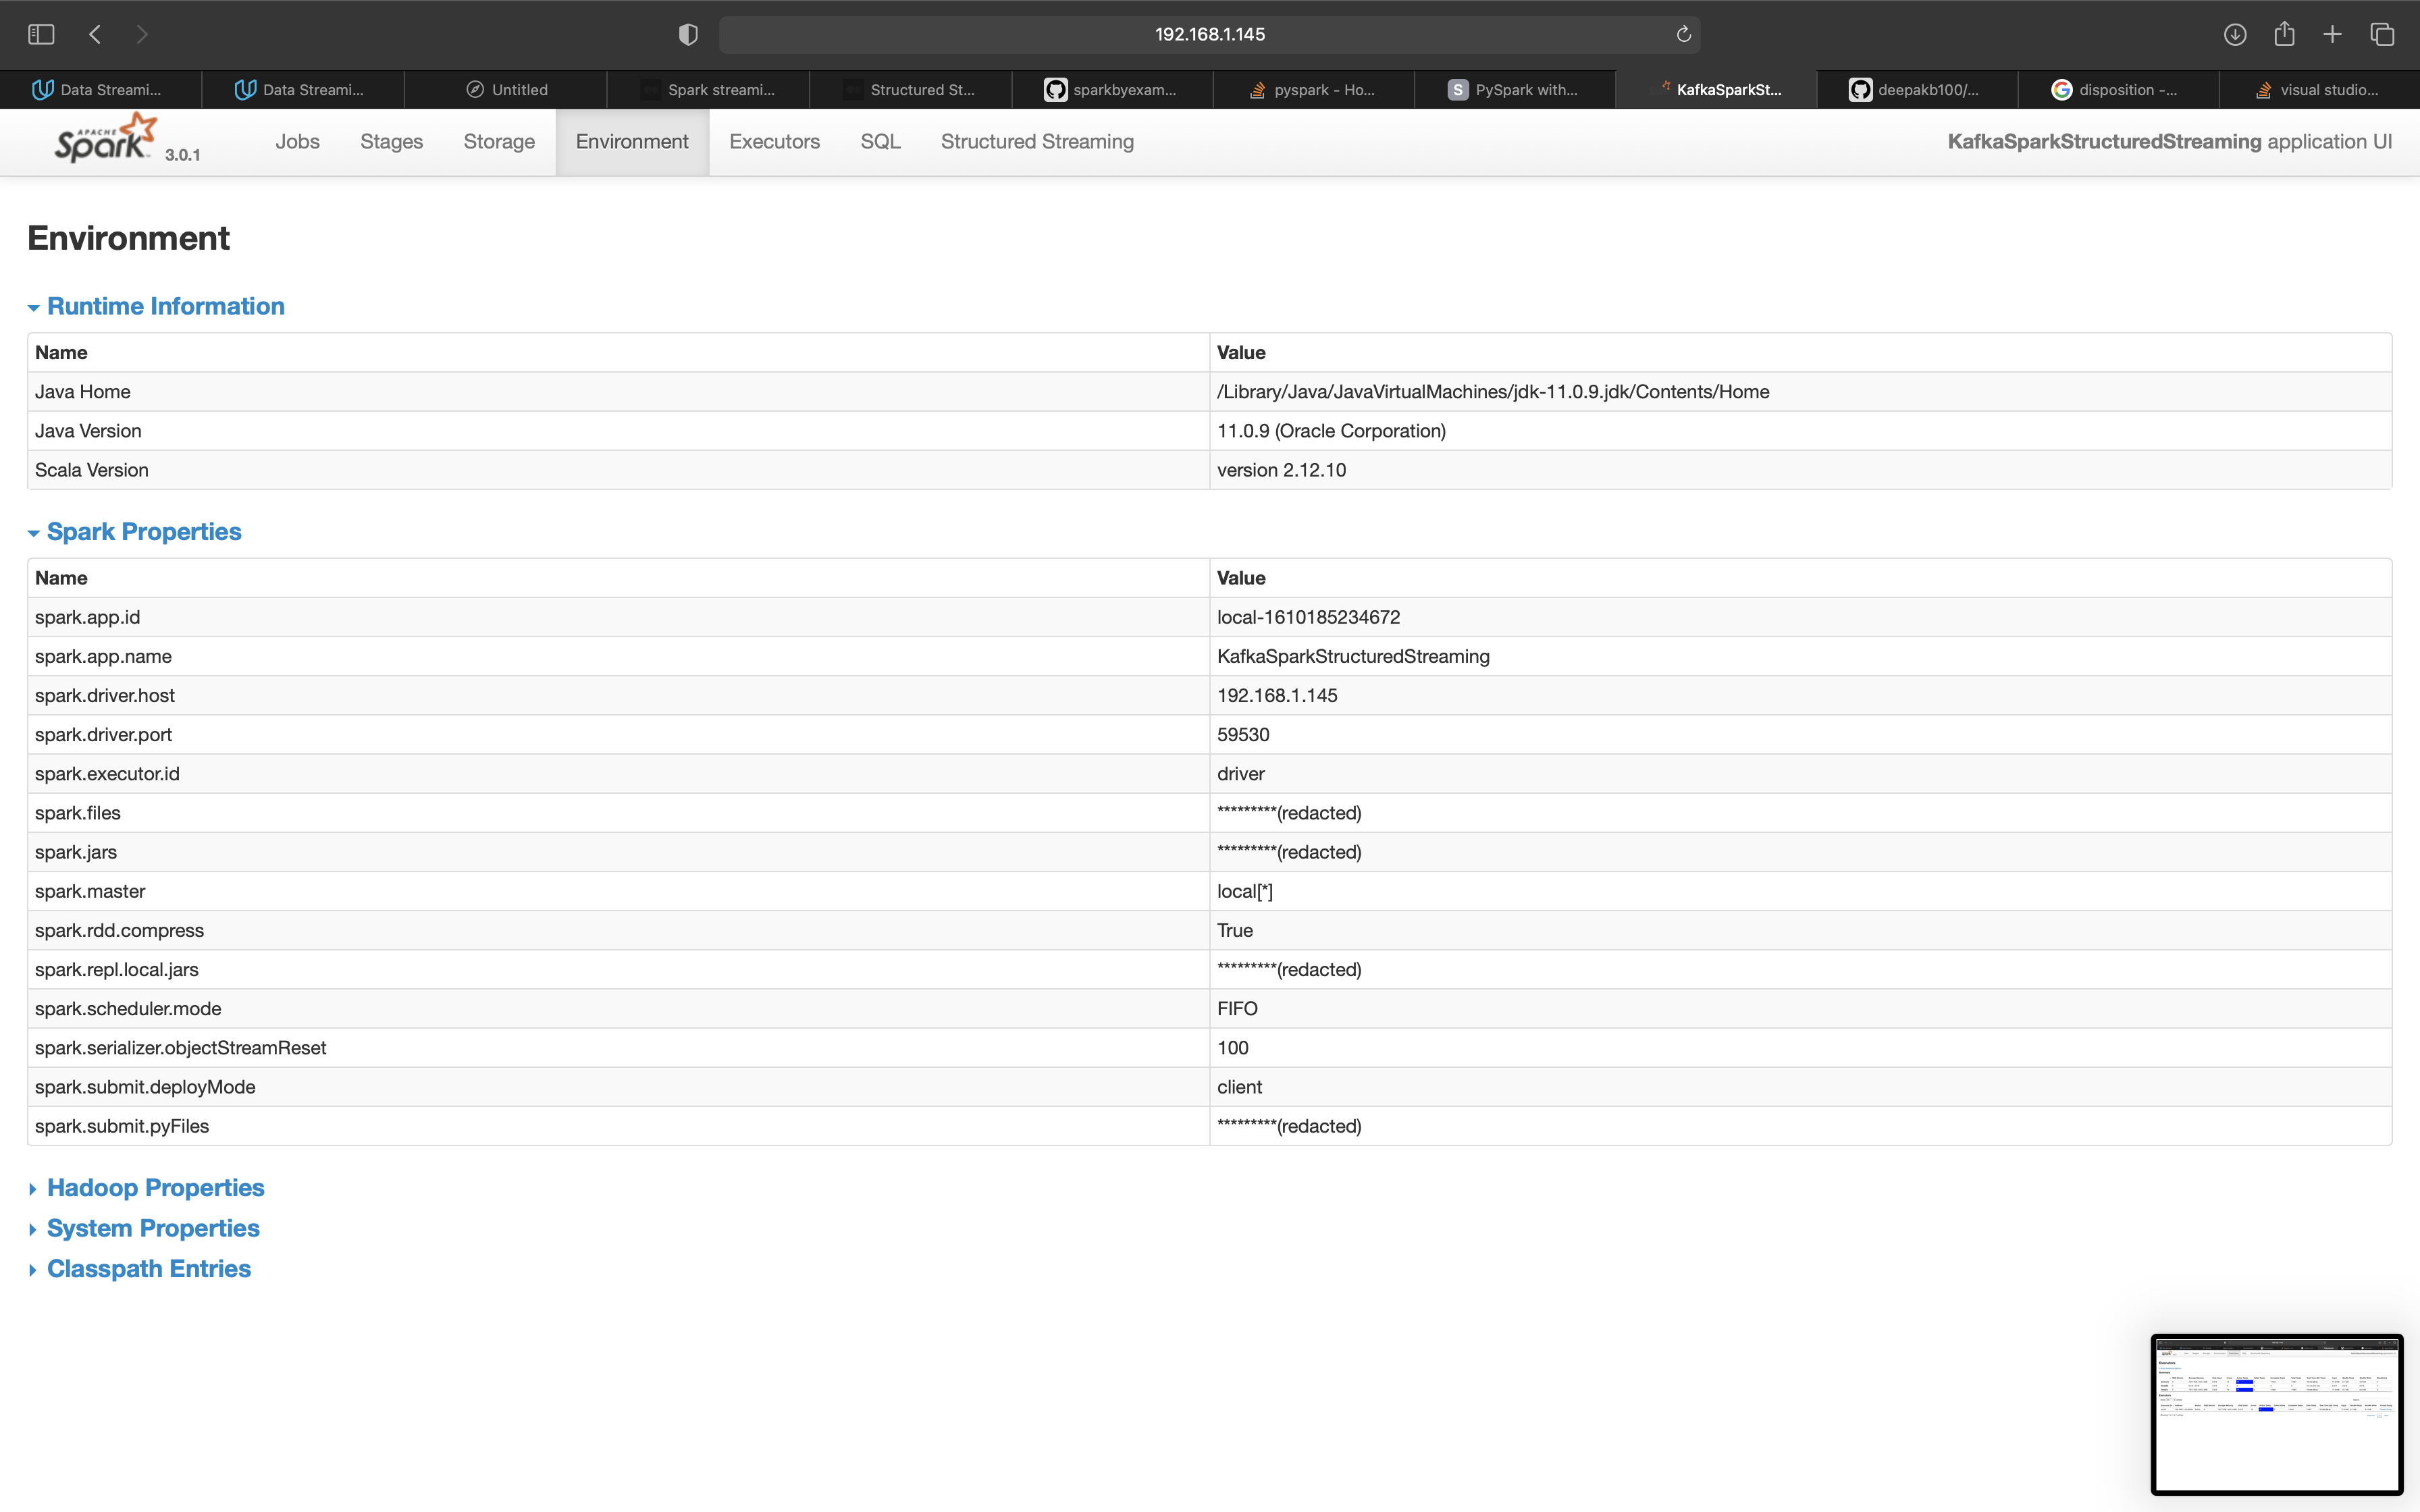 192.168.1.145
Data Streami... Data Streami... Untitled Spark streami... Structured St... sparkbyexam... pyspark - Ho... S PySpark with... KafkaSparkSt... deepakb100/... disposition -... visual studio...
APACHE Spark 3.0.1 Jobs Stages Storage Environment Executors SQL Structured Streaming KafkaSparkStructuredStreaming application UI
Environment
Runtime Information
Name Value
Java Home /Library/Java/JavaVirtualMachines/jdk-11.0.9.jdk/Contents/Home
Java Version 11.0.9 (Oracle Corporation)
Scala Version version 2.12.10
Spark Properties
Name Value
spark.app.id local-1610185234672
spark.app.name KafkaSparkStructuredStreaming
spark.driver.host 192.168.1.145
spark.driver.port 59530
spark.executor.id driver
spark.files *********(redacted)
spark.jars *********(redacted)
spark.master local[*]
spark.rdd.compress True
spark.repl.local.jars *********(redacted)
spark.scheduler.mode FIFO
spark.serializer.objectStreamReset 100
spark.submit.deployMode client
spark.submit.pyFiles *********(redacted)
Hadoop Properties
System Properties
Classpath Entries